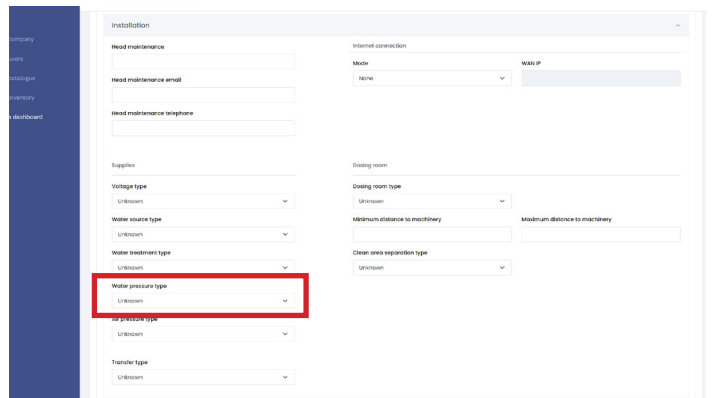 company
users
catalogue
inventory
s dashboard
Installation
Head maintenance
Head maintenance email
Head maintenance telephone
Internet connection
Mode
WAN IP
None
Supplies
Voltage type
Unknown
Water source type
Unknown
Water treatment type
Unknown
Water pressure type
Unknown
Air pressure type
Unknown
Transfer type
Unknown
Dosing room
Dosing room type
Unknown
Minimum distance to machinery
Maximum distance to machinery
Clean area separation type
Unknown